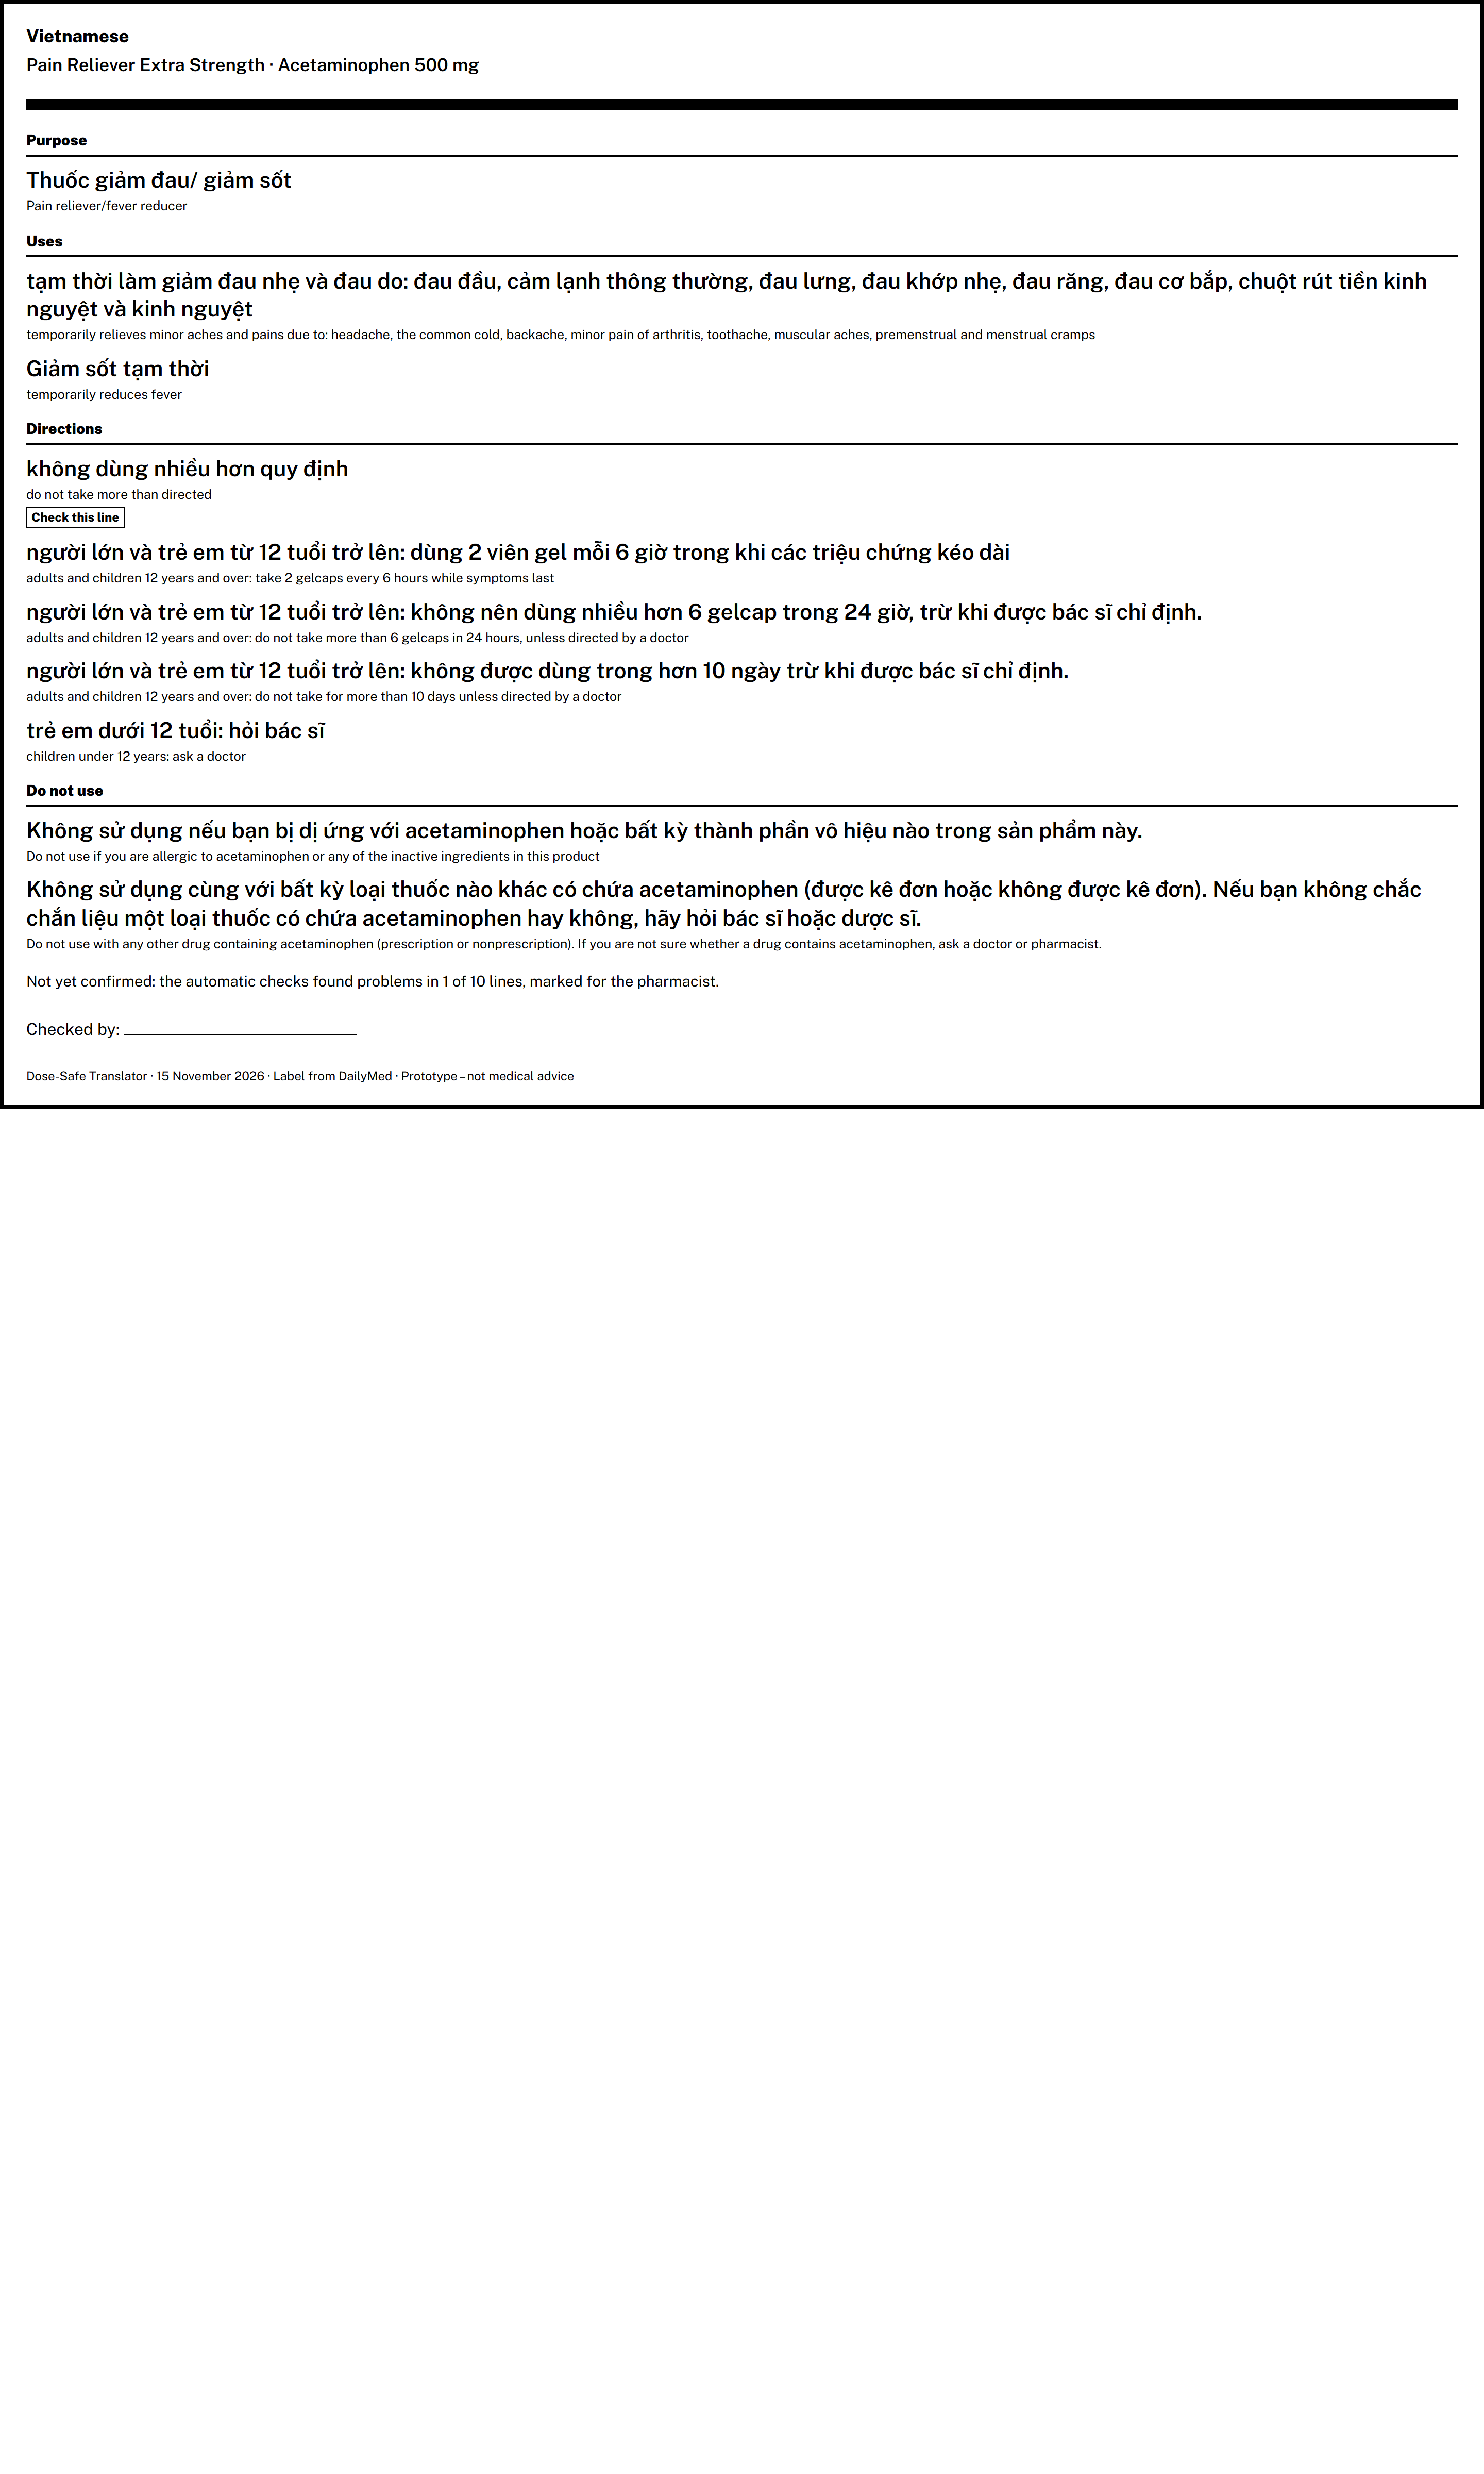 Vietnamese
Pain Reliever Extra Strength · Acetaminophen 500 mg
Purpose
Thuốc giảm đau/ giảm sốt
Pain reliever/fever reducer
Uses
tạm thời làm giảm đau nhẹ và đau do: đau đầu, cảm lạnh thông thường, đau lưng, đau khớp nhẹ, đau răng, đau cơ bắp, chuột rút tiền kinh
nguyệt và kinh nguyệt
temporarily relieves minor aches and pains due to: headache, the common cold, backache, minor pain of arthritis, toothache, muscular aches, premenstrual and menstrual cramps
Giảm sốt tạm thời
temporarily reduces fever
Directions
không dùng nhiều hơn quy định
do not take more than directed
Check this line
người lớn và trẻ em từ 12 tuổi trở lên: dùng 2 viên gel mỗi 6 giờ trong khi các triệu chứng kéo dài
adults and children 12 years and over: take 2 gelcaps every 6 hours while symptoms last
người lớn và trẻ em từ 12 tuổi trở lên: không nên dùng nhiều hơn 6 gelcap trong 24 giờ, trừ khi được bác sĩ chỉ định.
adults and children 12 years and over: do not take more than 6 gelcaps in 24 hours, unless directed by a doctor
người lớn và trẻ em từ 12 tuổi trở lên: không được dùng trong hơn 10 ngày trừ khi được bác sĩ chỉ định.
adults and children 12 years and over: do not take for more than 10 days unless directed by a doctor
trẻ em dưới 12 tuổi: hỏi bác sĩ
children under 12 years: ask a doctor
Do not use
Không sử dụng nếu bạn bị dị ứng với acetaminophen hoặc bất kỳ thành phần vô hiệu nào trong sản phẩm này.
Do not use if you are allergic to acetaminophen or any of the inactive ingredients in this product
Không sử dụng cùng với bất kỳ loại thuốc nào khác có chứa acetaminophen (được kê đơn hoặc không được kê đơn). Nếu bạn không chắc
chắn liệu một loại thuốc có chứa acetaminophen hay không, hãy hỏi bác sĩ hoặc dược sĩ.
Do not use with any other drug containing acetaminophen (prescription or nonprescription). If you are not sure whether a drug contains acetaminophen, ask a doctor or pharmacist.
Not yet confirmed: the automatic checks found problems in 1 of 10 lines, marked for the pharmacist.
Checked by:
Dose-Safe Translator · 15 November 2026 · Label from DailyMed · Prototype – not medical advice